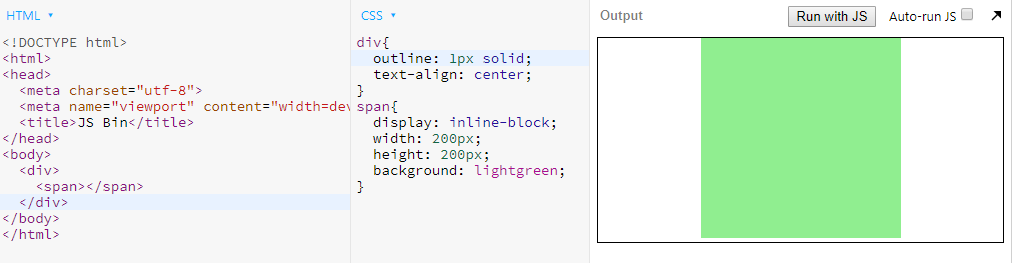 HTML ▾
<!DOCTYPE html>
<html>
<head>
  <meta charset="utf-8">
  <meta name="viewport" content="width=dev
  <title>JS Bin</title>
</head>
<body>
  <div>
    <span></span>
  </div>
</body>
</html>
CSS ▾
div{
  outline: 1px solid;
  text-align: center;
}
span{
  display: inline-block;
  width: 200px;
  height: 200px;
  background: lightgreen;
}
Output
Run with JS
Auto-run JS